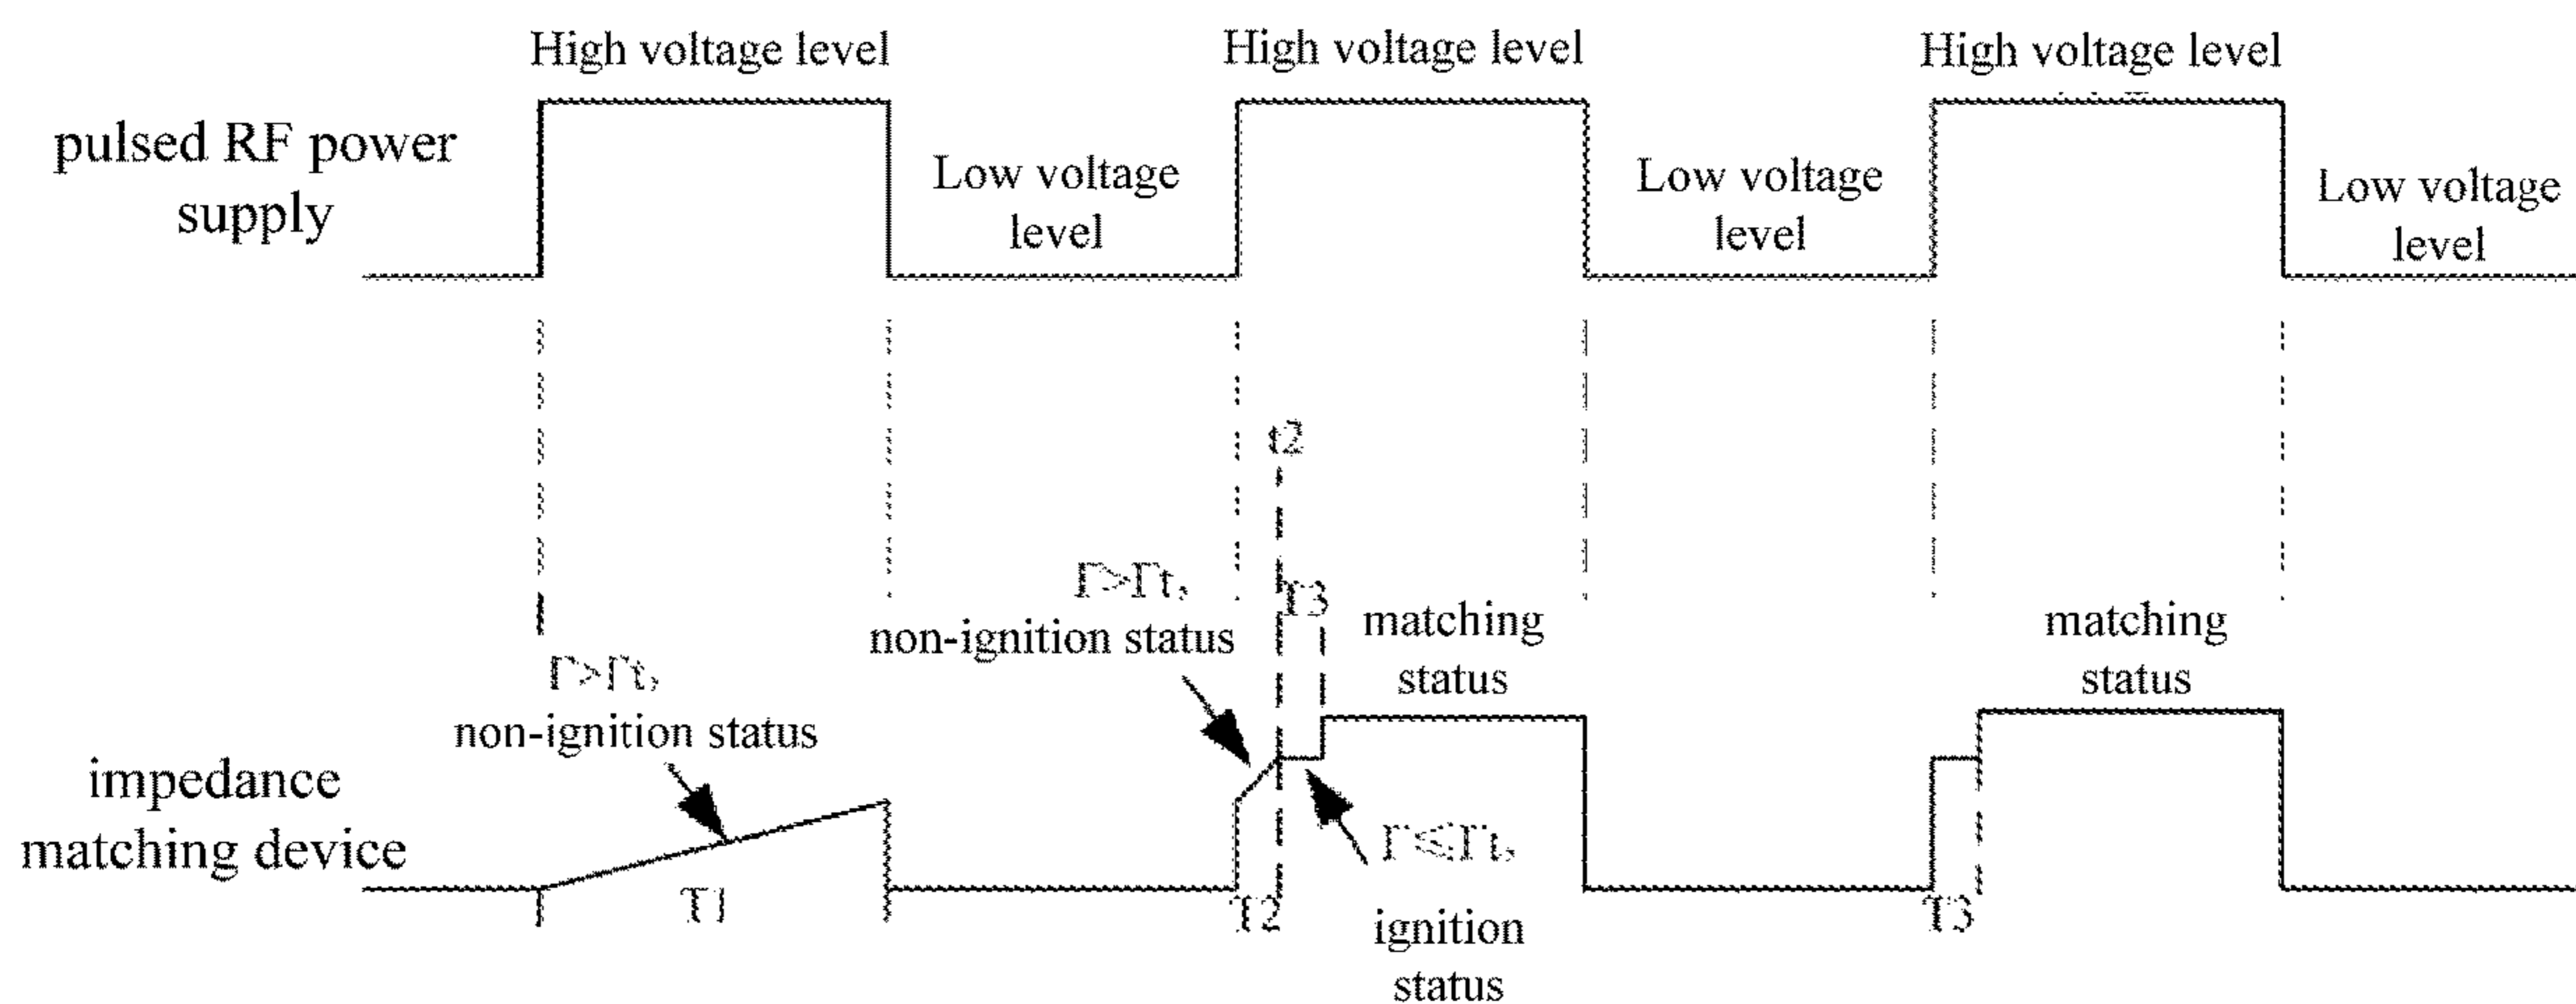 High voltage level
High voltage level
High voltage level
pulsed RF power
supply
Low voltage
level
Low voltage
level
Low voltage
level
t2
Γ>Γt,
non-ignition status
T3
matching
status
matching
status
Γ>Γt,
non-ignition status
impedance
matching device
T1
T2
Γ≤Γt,
ignition
status
T3